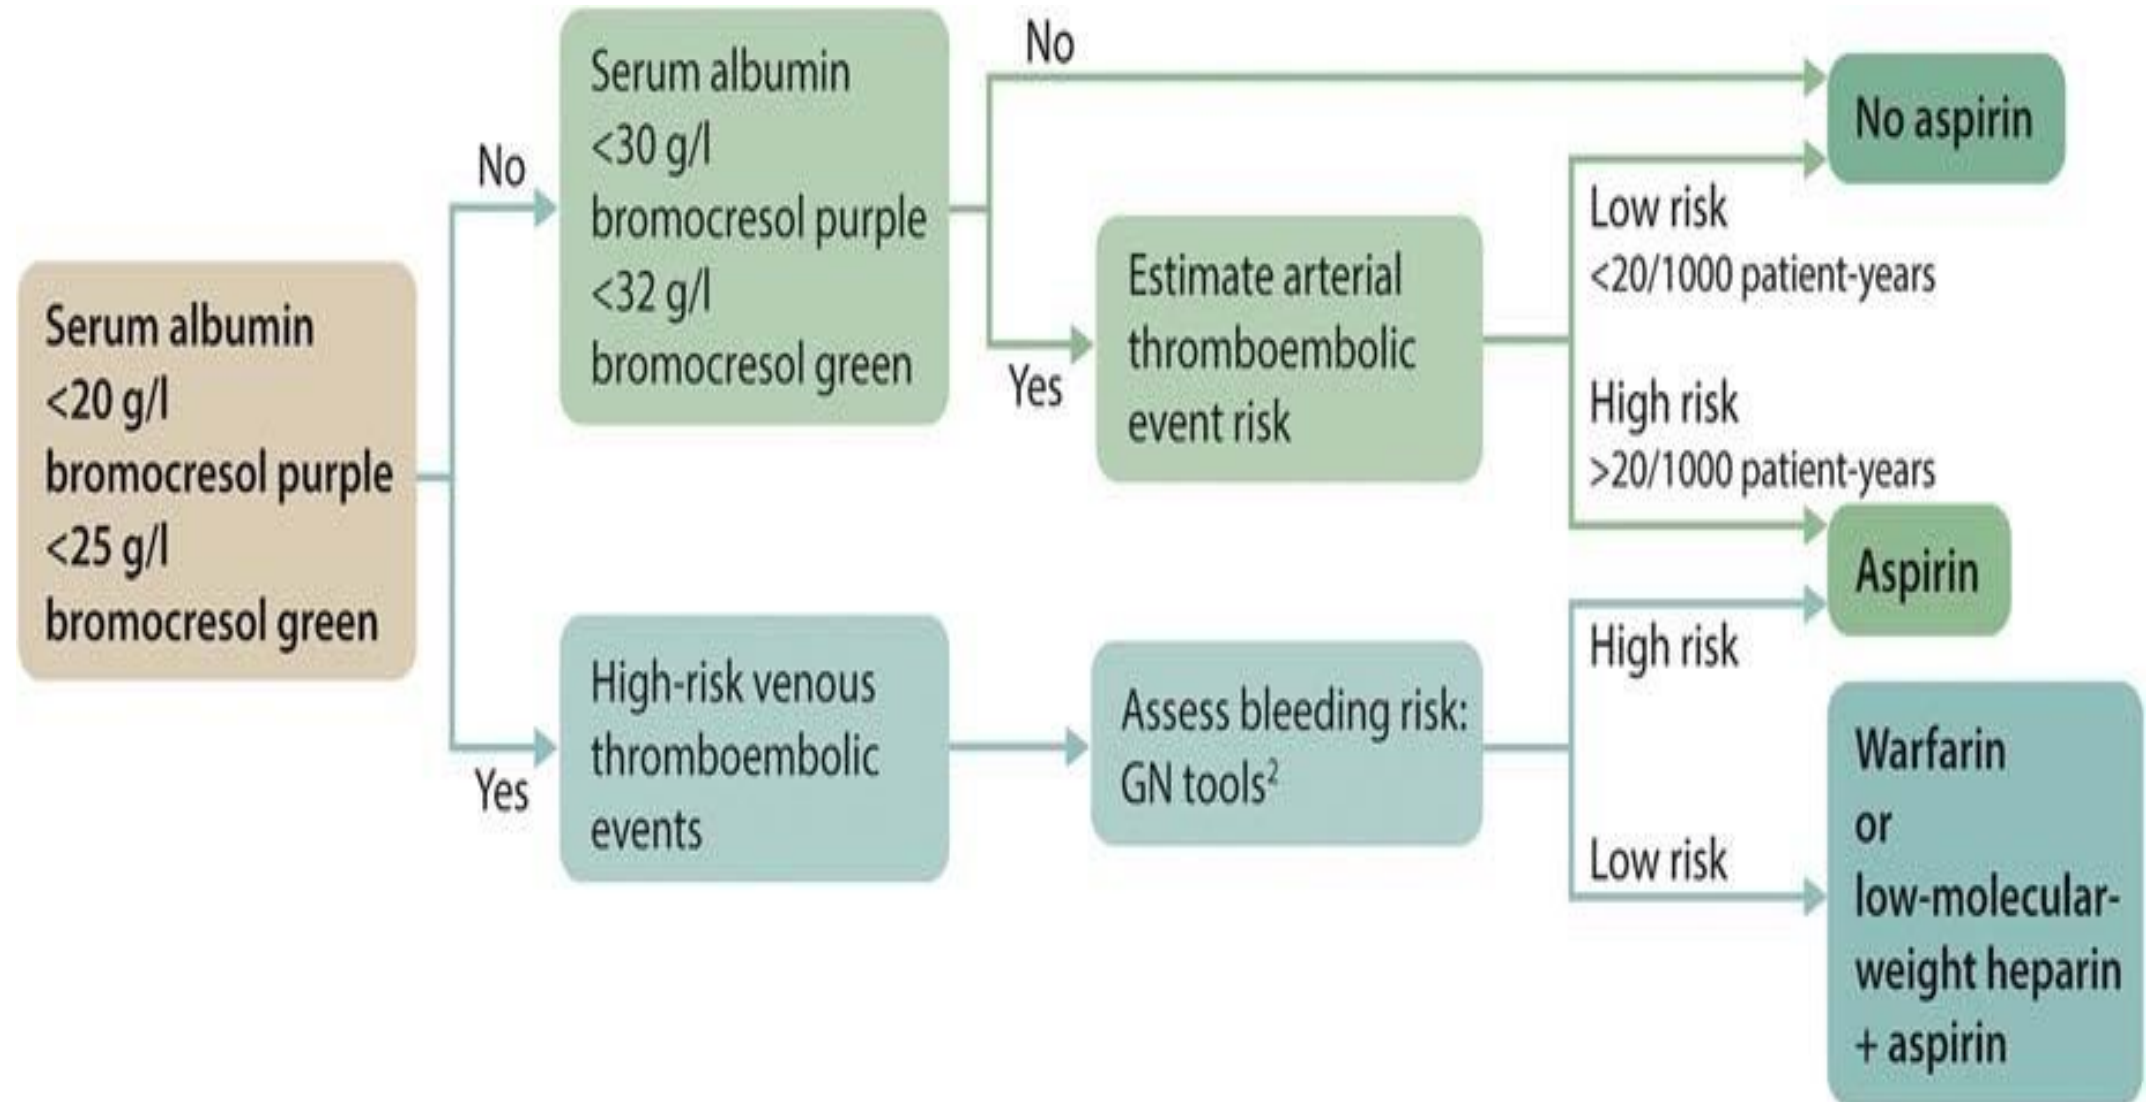 Serum albumin
<20 g/l
bromocresol purple
<25 g/l
bromocresol green
No
Yes
Serum albumin
<30 g/l
bromocresol purple
<32 g/l
bromocresol green
No
Yes
Estimate arterial
thromboembolic
event risk
Low risk
<20/1000 patient-years
High risk
>20/1000 patient-years
No aspirin
Aspirin
High-risk venous
thromboembolic
events
Assess bleeding risk:
GN tools²
High risk
Low risk
Warfarin
or
low-molecular-
weight heparin
+ aspirin